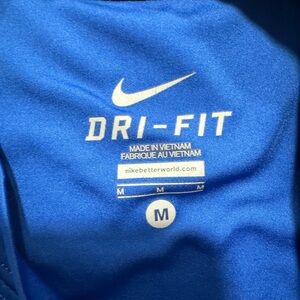 DRI-FIT
MADE IN VIETNAM
FABRIQUE AU VIETNAM
nikebetterworld.com
M M M
M